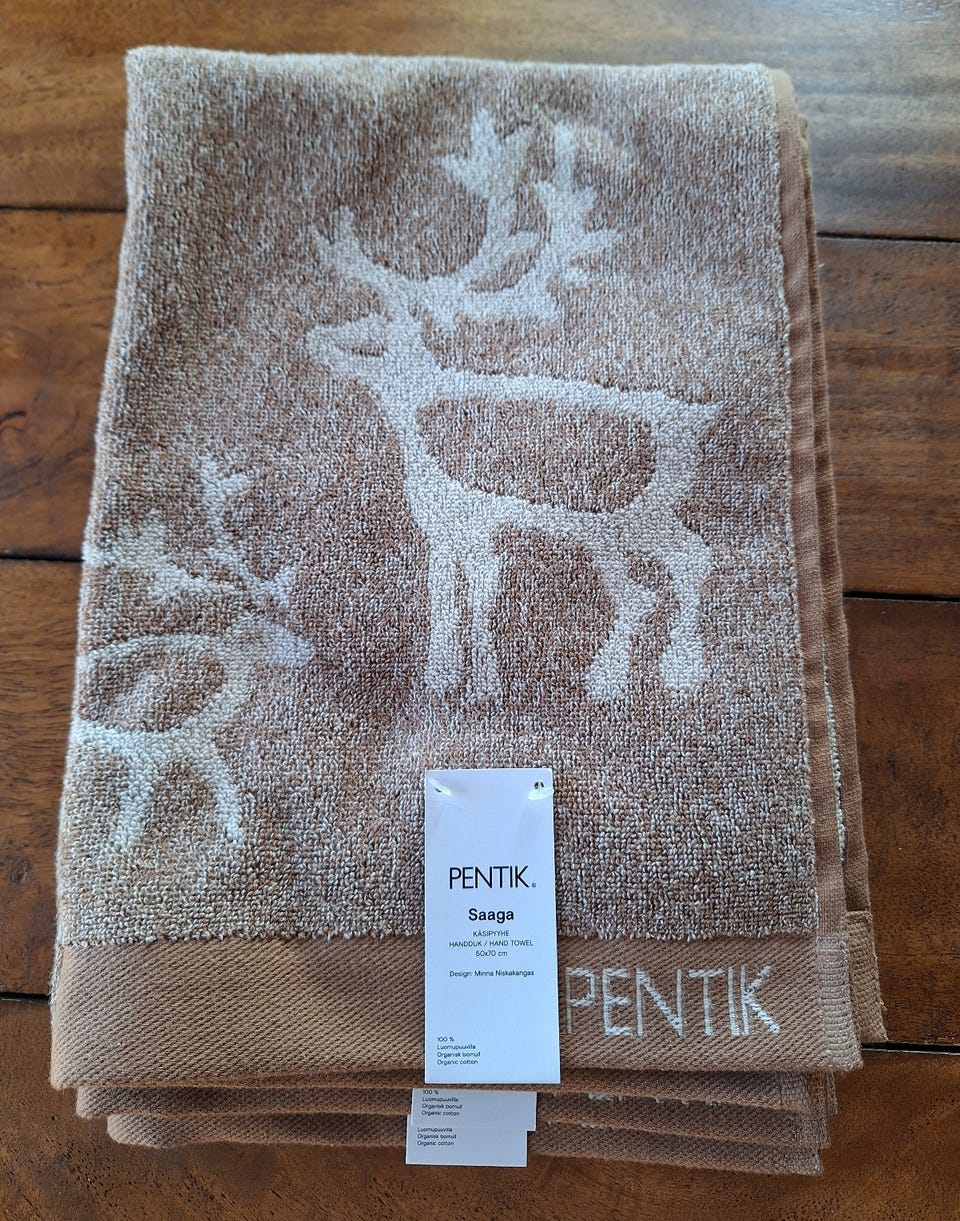 PENTIK®
Saaga
KÄSIPYYHE
HANDDUK / HAND TOWEL
50x70 cm
Design: Minna Niskakangas
PENTIK
100 %
Luomupuuvilla
Organisk bomull
Organic cotton
100 %
Luomupuuvilla
Organisk bomull
Organic cotton
Luomupuuvilla
Organisk bomull
Organic cotton